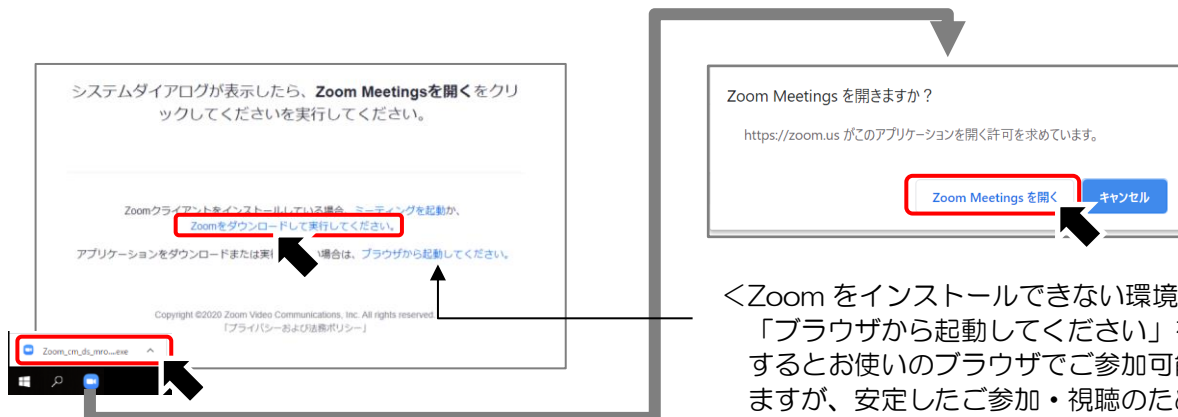 システムダイアログが表示したら、Zoom Meetingsを開くをクリ
ックしてくださいを実行してください。
Zoomクライアントをインストールしている場合、ミーティングを起動か、
Zoomをダウンロードして実行してください。
アプリケーションをダウンロードまたは実 場合は、ブラウザから起動してください。
Copyright ©2020 Zoom Video Communications, Inc. All rights reserved.
「プライバシーおよび法務ポリシー」
Zoom_cm_ds_mro....exe
Zoom Meetings を開きますか？
https://zoom.us がこのアプリケーションを開く許可を求めています。
Zoom Meetings を開く
キャンセル
＜Zoom をインストールできない環境
「ブラウザから起動してください」
するとお使いのブラウザでご参加可
ますが、安定したご参加・視聴のた